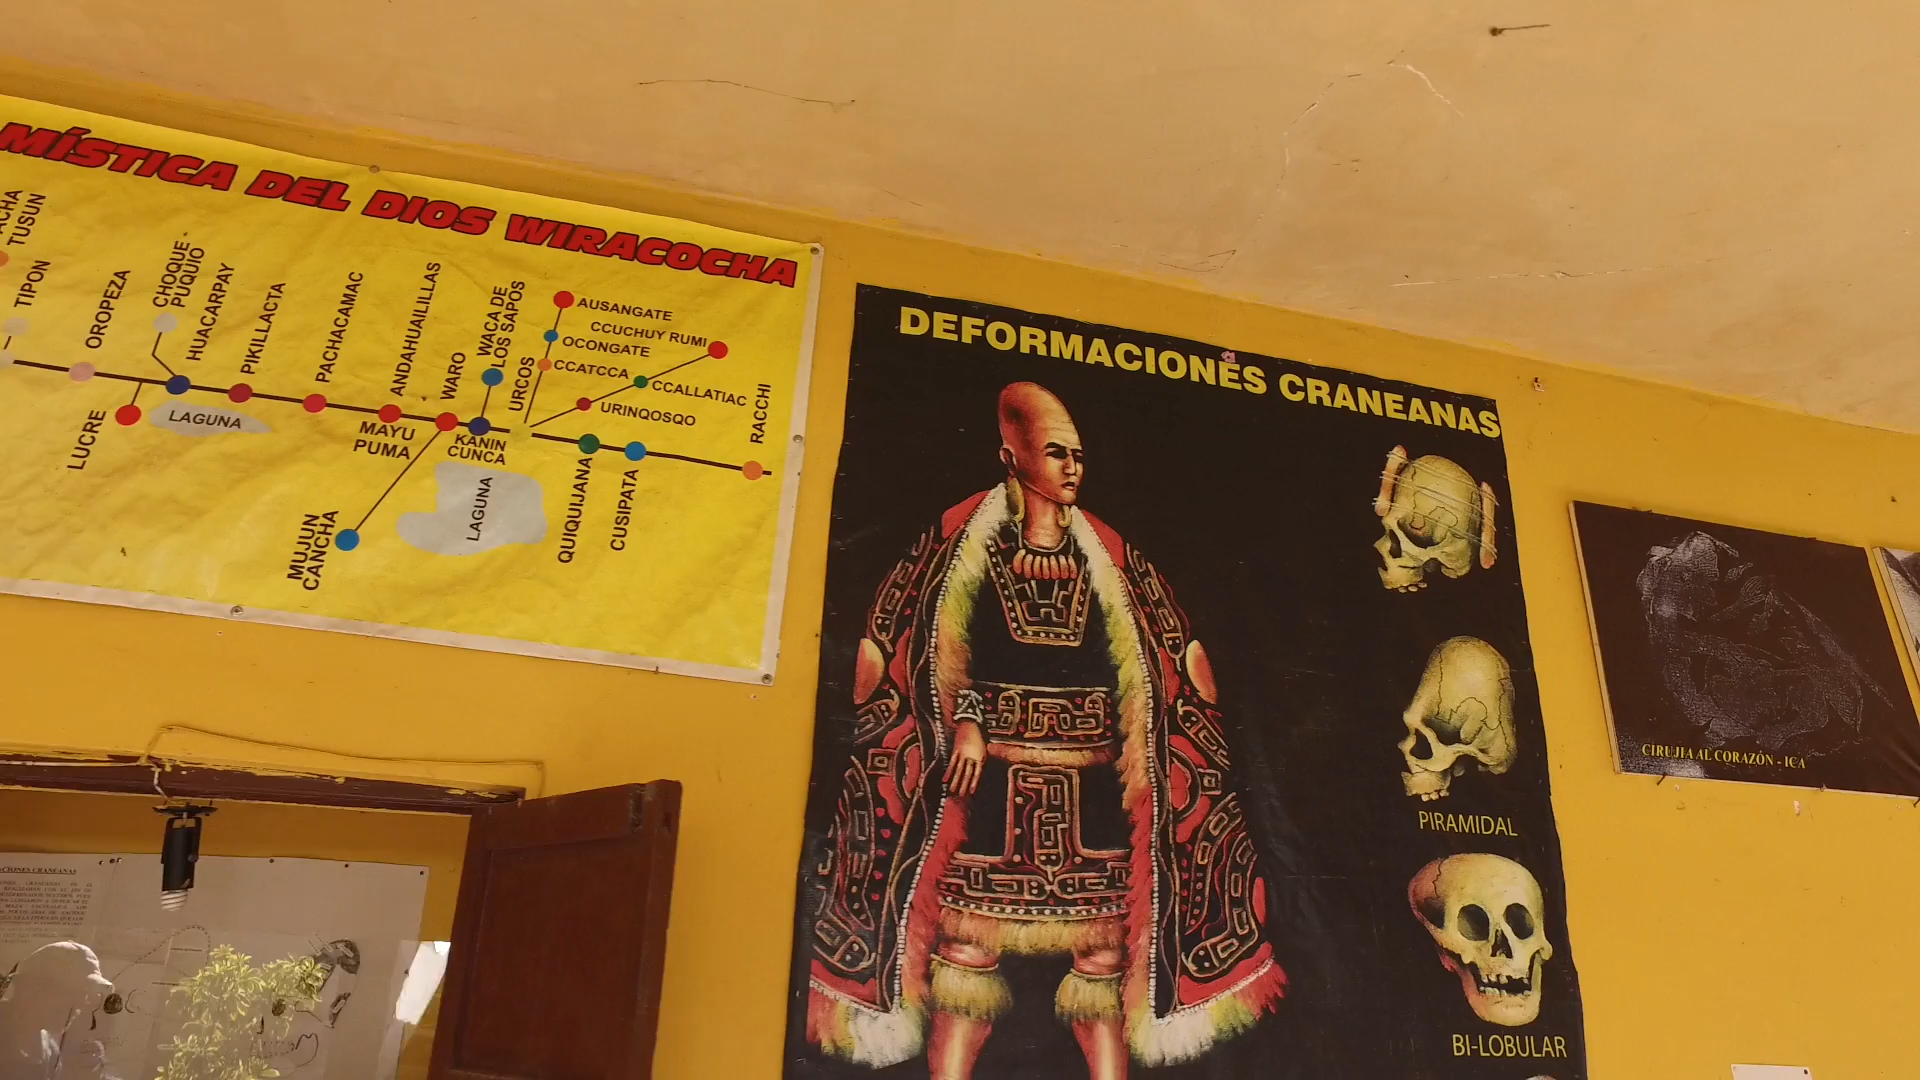 MÍSTICA DEL DIOS WIRACOCHA
TUSUN
TIPON
OROPEZA
CHOQUE
PUQUIO
HUACARPAY
PIKILLACTA
PACHACAMAC
ANDAHUAILILLAS
WARO
WACA DE
LOS SAPOS
URCOS
AUSANGATE
CCUCHUY RUMI
OCONGATE
CCATCCA
CCALLATIAC
URINQOSQO
RACCHI
LUCRE
LAGUNA
MAYU
PUMA
KANIN
CUNCA
LAGUNA
MUJUN
CANCHA
QUIQUIJANA
CUSIPATA
DEFORMACIONES CRANEANAS
PIRAMIDAL
BI-LOBULAR
CIRUJIA AL CORAZÓN - ICA